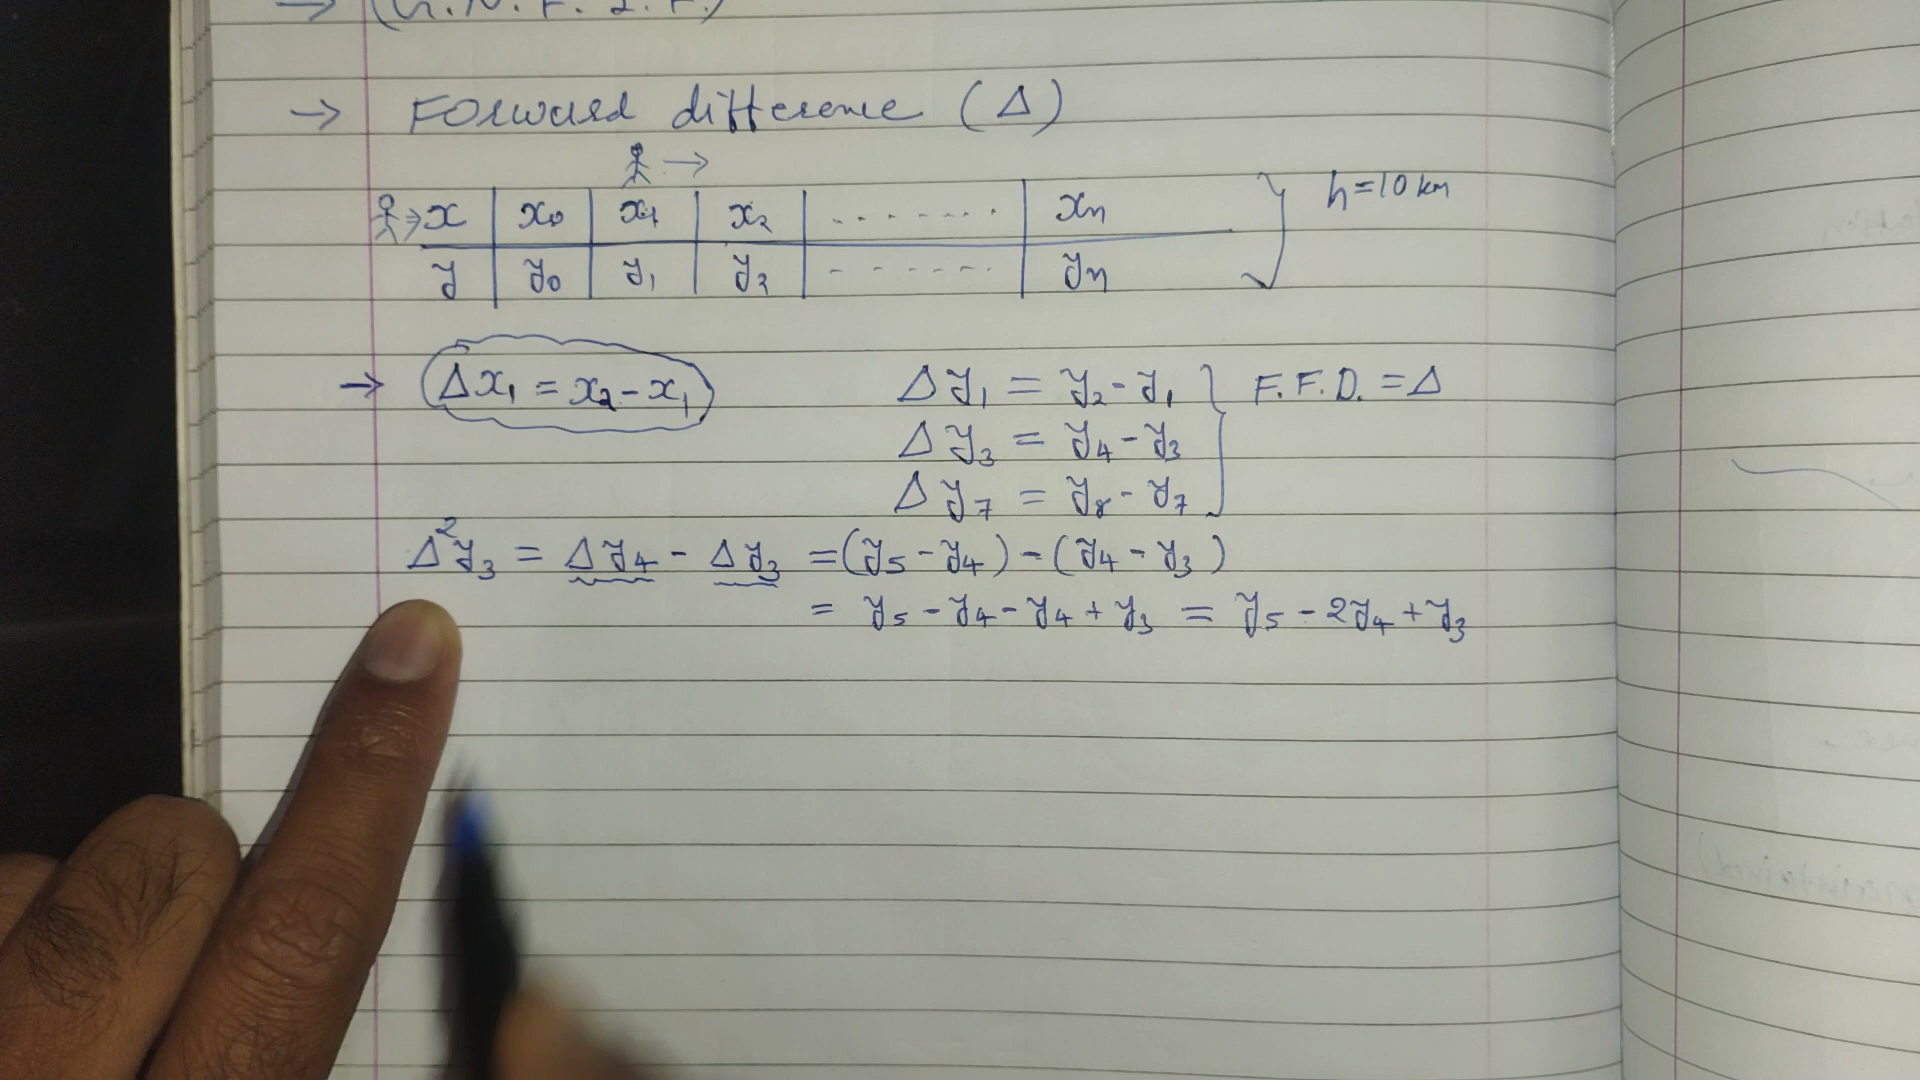 → Forward difference (Δ)
→
x | x₀ | x₁ | x₂ | ....... | xₙ } h=10 km
y | y₀ | y₁ | y₂ | ------ | yₙ
→ Δx₁ = x₂-x₁ Δy₁ = y₂-y₁ } F.F.D. = Δ
Δy₃ = y₄-y₃
Δy₇ = y₈-y₇
Δ²y₃ = Δy₄ - Δy₃ = (y₅-y₄)-(y₄-y₃)
= y₅-y₄-y₄+y₃ = y₅-2y₄+y₃